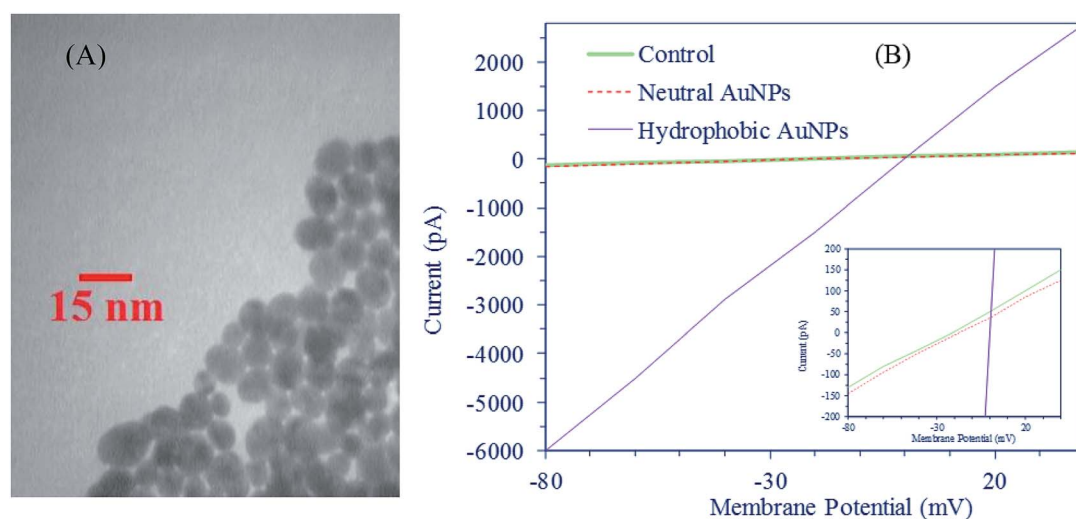 (A)
15 nm
(B)
Control
Neutral AuNPs
Hydrophobic AuNPs
Current (pA)
2000
1000
0
-1000
-2000
-3000
-4000
-5000
-6000
-80
-30
20
Membrane Potential (mV)
Current (pA)
200
150
100
50
0
-50
-100
-150
-200
-80
-30
20
Membrane Potential (mV)